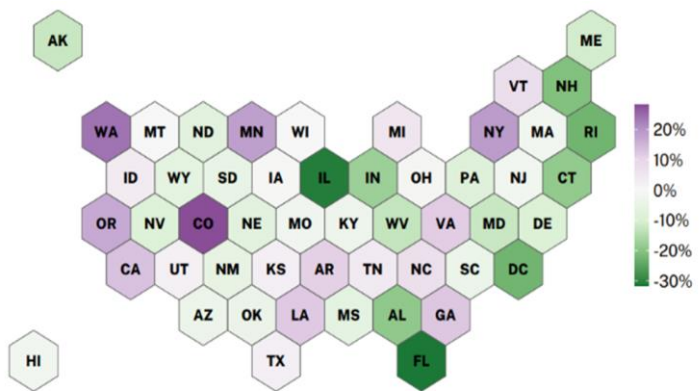 AK ME
VT NH
WA MT ND MN WI MI NY MA RI
ID WY SD IA IL IN OH PA NJ CT
OR NV CO NE MO KY WV VA MD DE
CA UT NM KS AR TN NC SC DC
AZ OK LA MS AL GA
HI TX FL
20%
10%
0%
-10%
-20%
-30%